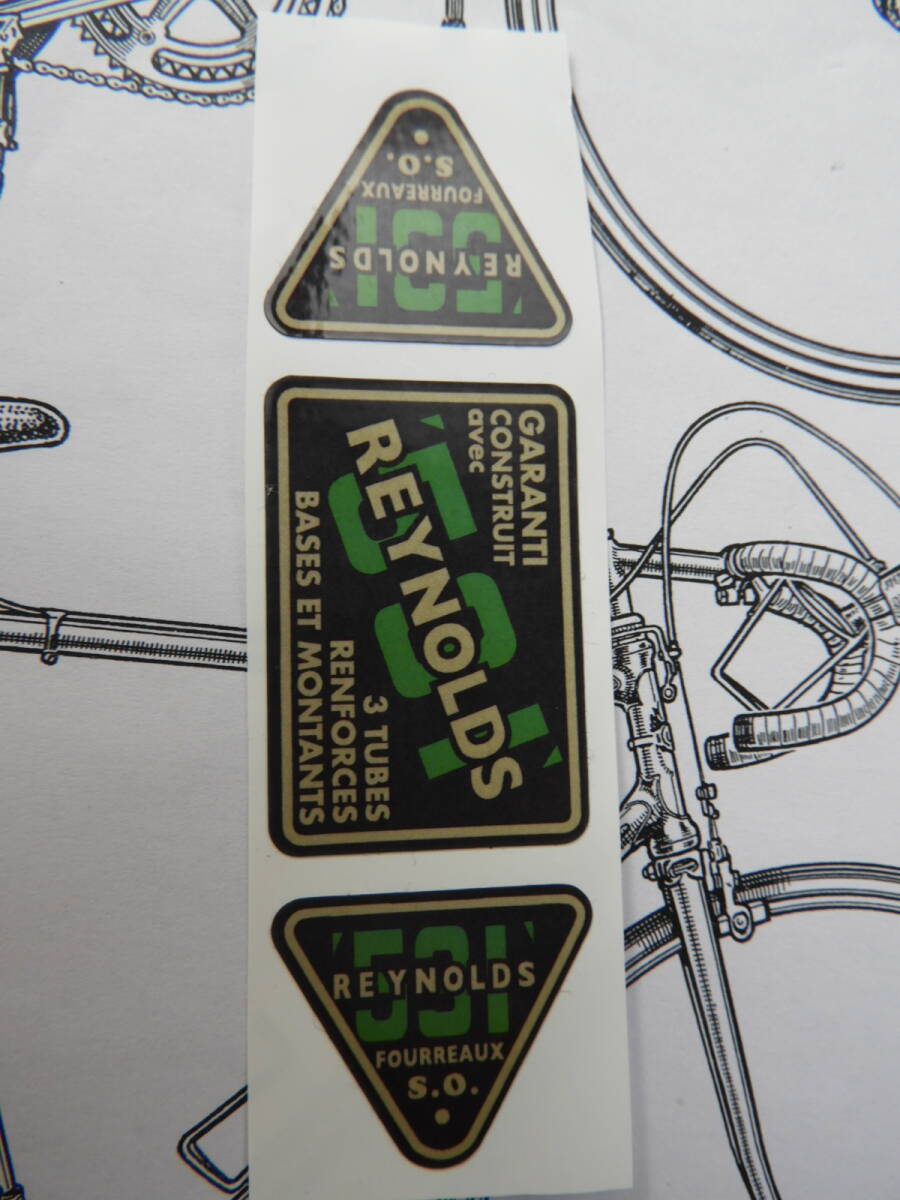 S.O.
FOURREAUX
531
REYNOLDS
GARANTI
CONSTRUIT
avec
531
REYNOLDS
3 TUBES
RENFORCES
BASES ET MONTANTS
531
REYNOLDS
FOURREAUX
S.O.